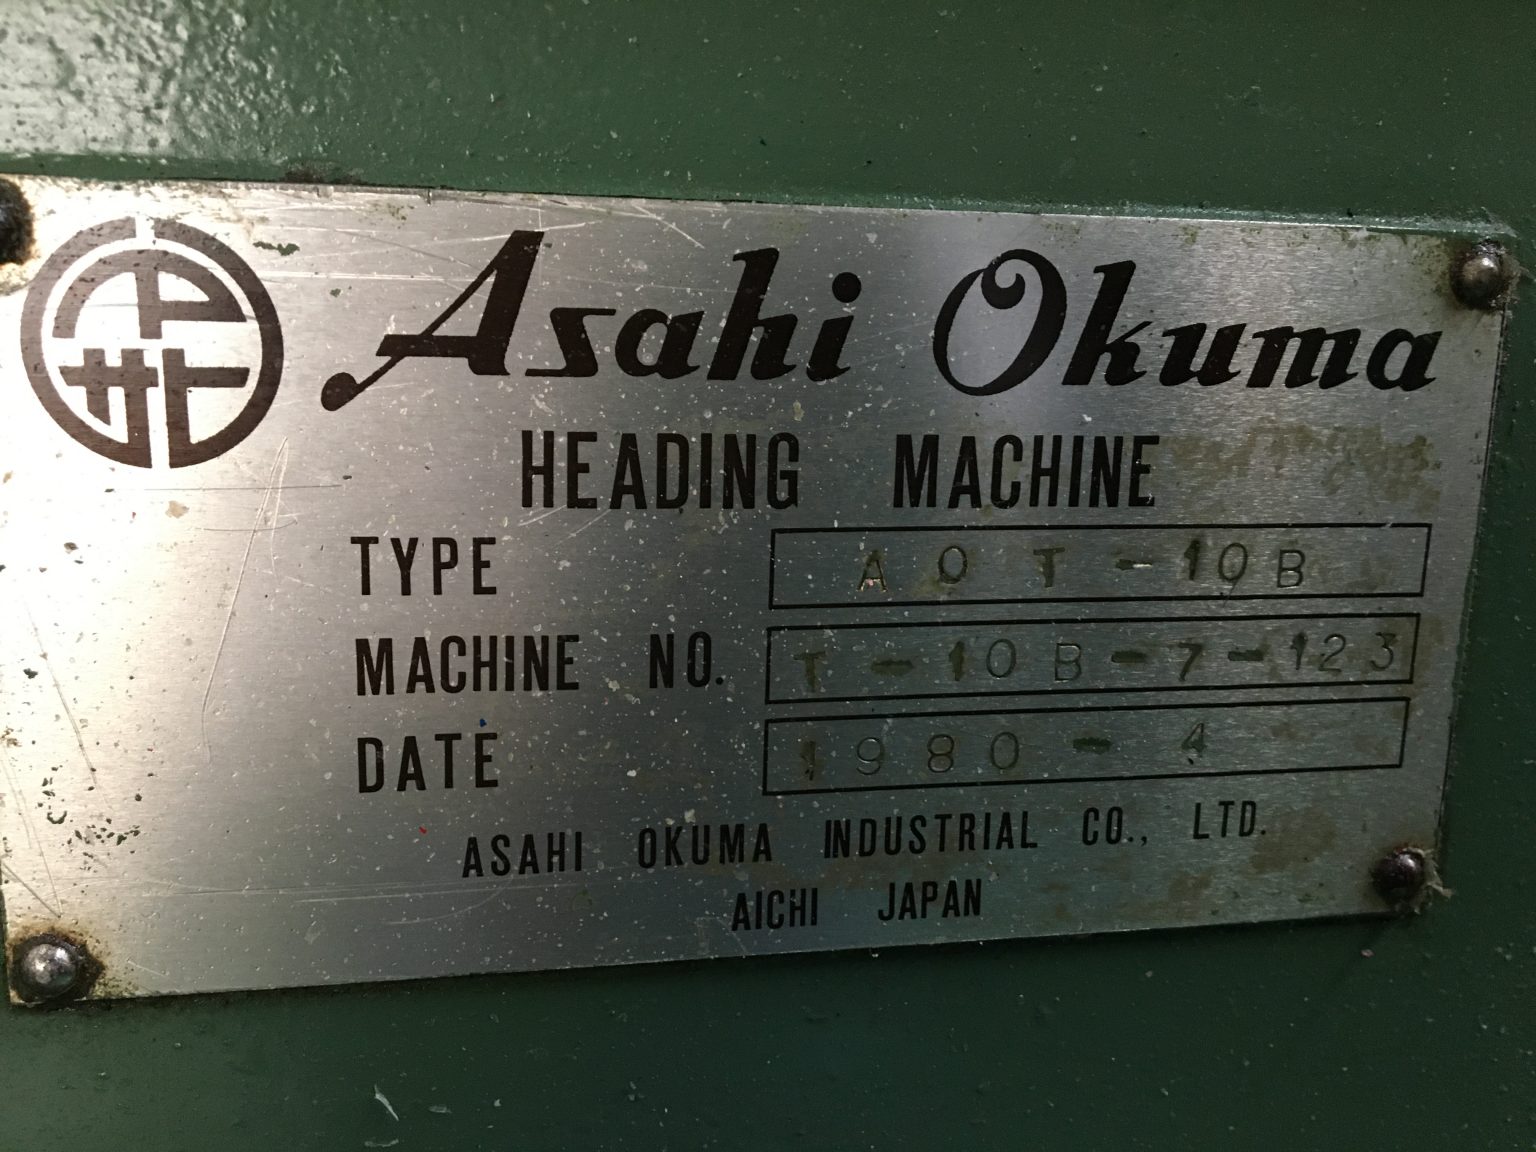 Asahi Okuma
HEADING MACHINE
TYPE AOT-10B
MACHINE NO. T-10B-7-123
DATE 1980-4
ASAHI OKUMA INDUSTRIAL CO., LTD.
AICHI JAPAN